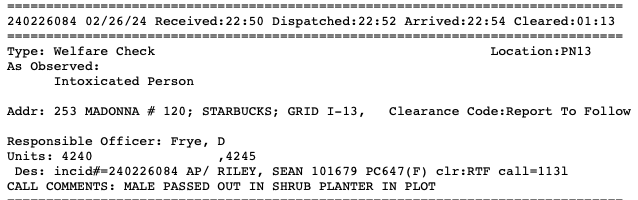 240226084 02/26/24 Received:22:50 Dispatched:22:52 Arrived:22:54 Cleared:01:13
Type: Welfare Check Location:PN13
As Observed:
Intoxicated Person
Addr: 253 MADONNA # 120; STARBUCKS; GRID I-13, Clearance Code:Report To Follow
Responsible Officer: Frye, D
Units: 4240 ,4245
Des: incid#=240226084 AP/ RILEY, SEAN 101679 PC647(F) clr:RTF call=113l
CALL COMMENTS: MALE PASSED OUT IN SHRUB PLANTER IN PLOT